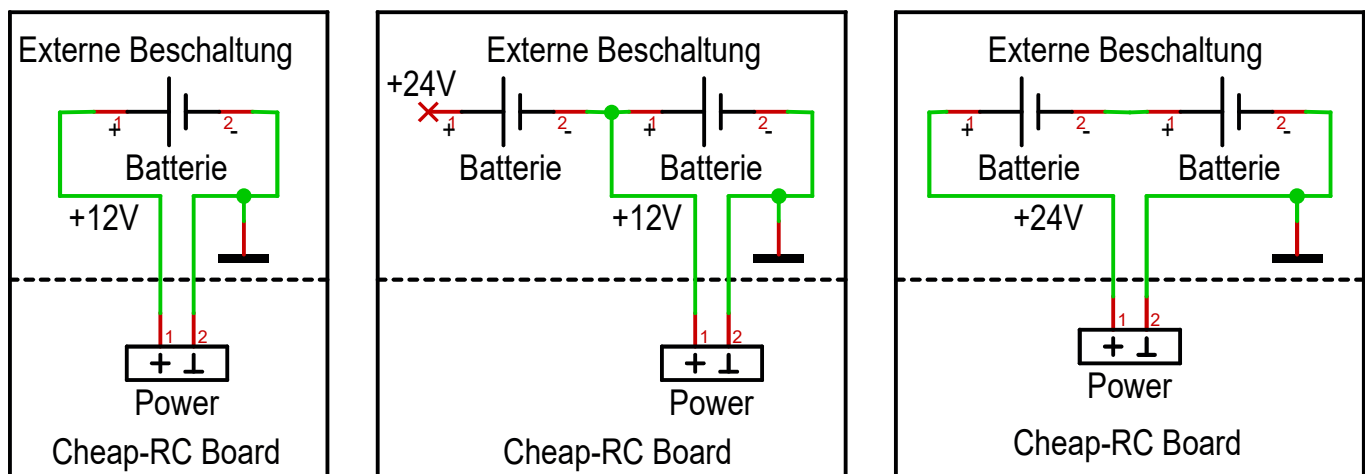 Externe Beschaltung
1 2
+ -
Batterie
+12V
1 2
+ ⊥
Power
Cheap-RC Board
Externe Beschaltung
+24V
1 2 1 2
+ - + -
Batterie Batterie
+12V
1 2
+ ⊥
Power
Cheap-RC Board
Externe Beschaltung
1 2 1 2
+ - + -
Batterie Batterie
+24V
1 2
+ ⊥
Power
Cheap-RC Board